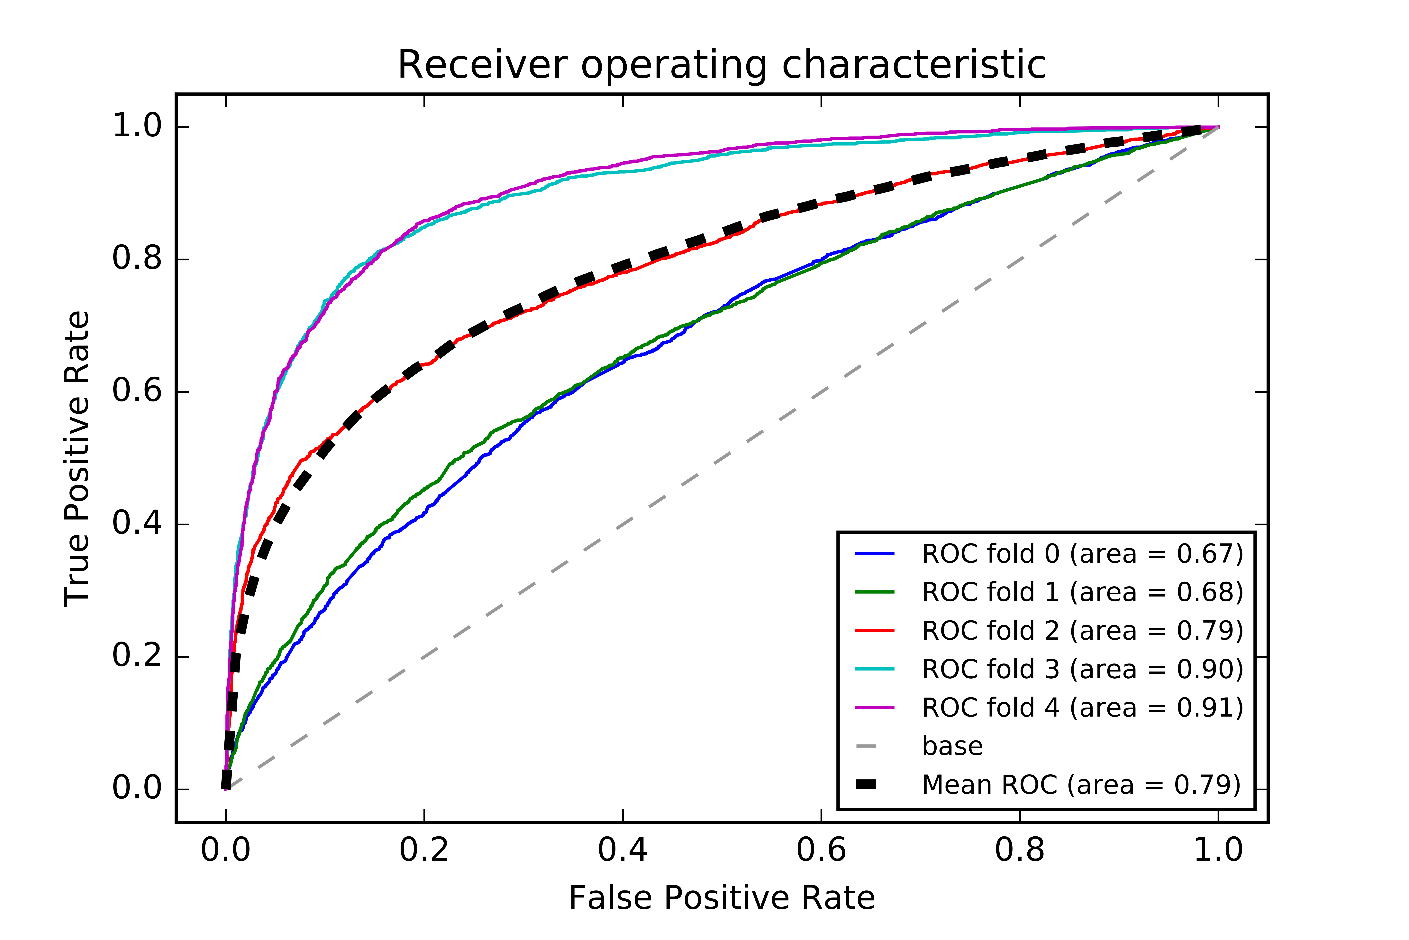 Receiver operating characteristic
1.0
0.8
0.6
0.4
0.2
0.0
True Positive Rate
ROC fold 0 (area = 0.67)
ROC fold 1 (area = 0.68)
ROC fold 2 (area = 0.79)
ROC fold 3 (area = 0.90)
ROC fold 4 (area = 0.91)
base
Mean ROC (area = 0.79)
0.0 0.2 0.4 0.6 0.8 1.0
False Positive Rate